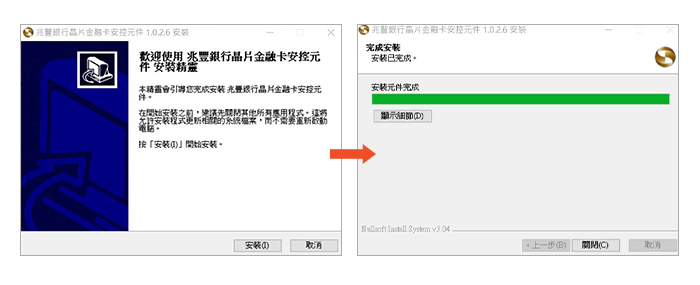 兆豐銀行晶片金融卡安控元件 1.0.2.6 安裝
歡迎使用 兆豐銀行晶片金融卡安控元
件 安裝精靈
本精靈會引導您完成安裝 兆豐銀行晶片金融卡安控元
件。
在開始安裝之前，建議先關閉其他所有應用程式。這將
允許安裝程式更新相關的系統檔案，而不需要重新啟動
電腦。
按「安裝(I)」開始安裝。
安裝(I)
取消
兆豐銀行晶片金融卡安控元件 1.0.2.6 安裝
完成安裝
安裝已完成。
安裝元件完成
顯示細節(D)
Nullsoft Install System v3.04
<上一步(B)
關閉(C)
取消